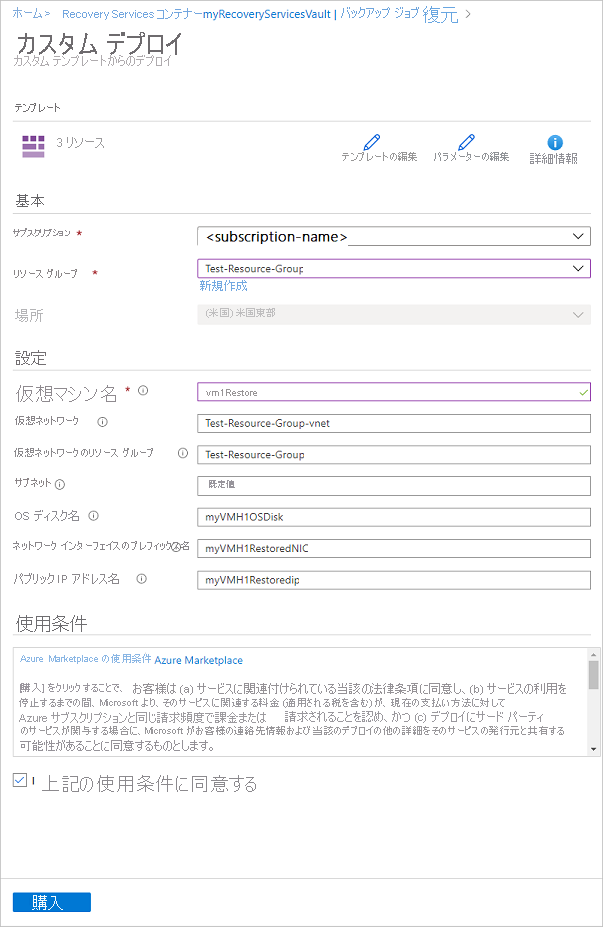 ホーム > Recovery Services コンテナーmyRecoveryServicesVault | バックアップ ジョブ 復元 >
カスタム デプロイ
カスタム テンプレートからのデプロイ
テンプレート
3 リソース
テンプレートの編集
パラメーターの編集
詳細情報
基本
サブスクリプション *
<subscription-name>
リソース グループ *
Test-Resource-Group
新規作成
場所
(米国) 米国東部
設定
仮想マシン名 *
vm1Restore
仮想ネットワーク
Test-Resource-Group-vnet
仮想ネットワークのリソース グループ
Test-Resource-Group
サブネット
既定値
OS ディスク名
myVMH1OSDisk
ネットワーク インターフェイスのプレフィックス名
myVMH1RestoredNIC
パブリック IP アドレス名
myVMH1Restoredip
使用条件
Azure Marketplace の使用条件 Azure Marketplace
[購入] をクリックすることで、 お客様は (a) サービスに関連付けられている当該の法律条項に同意し、(b) サービスの利用を
停止するまでの間、Microsoft より、そのサービスに関連する料金 (適用される税を含む) が、現在の支払い方法に対して
Azure サブスクリプションと同じ請求頻度で課金または 請求されることを認め、かつ (c) デプロイにサード パーティ
のサービスが関与する場合に、Microsoft がお客様の連絡先情報および当該のデプロイの他の詳細をそのサービスの発行元と共有する
可能性があることに同意するものとします。
I 上記の使用条件に同意する
購入